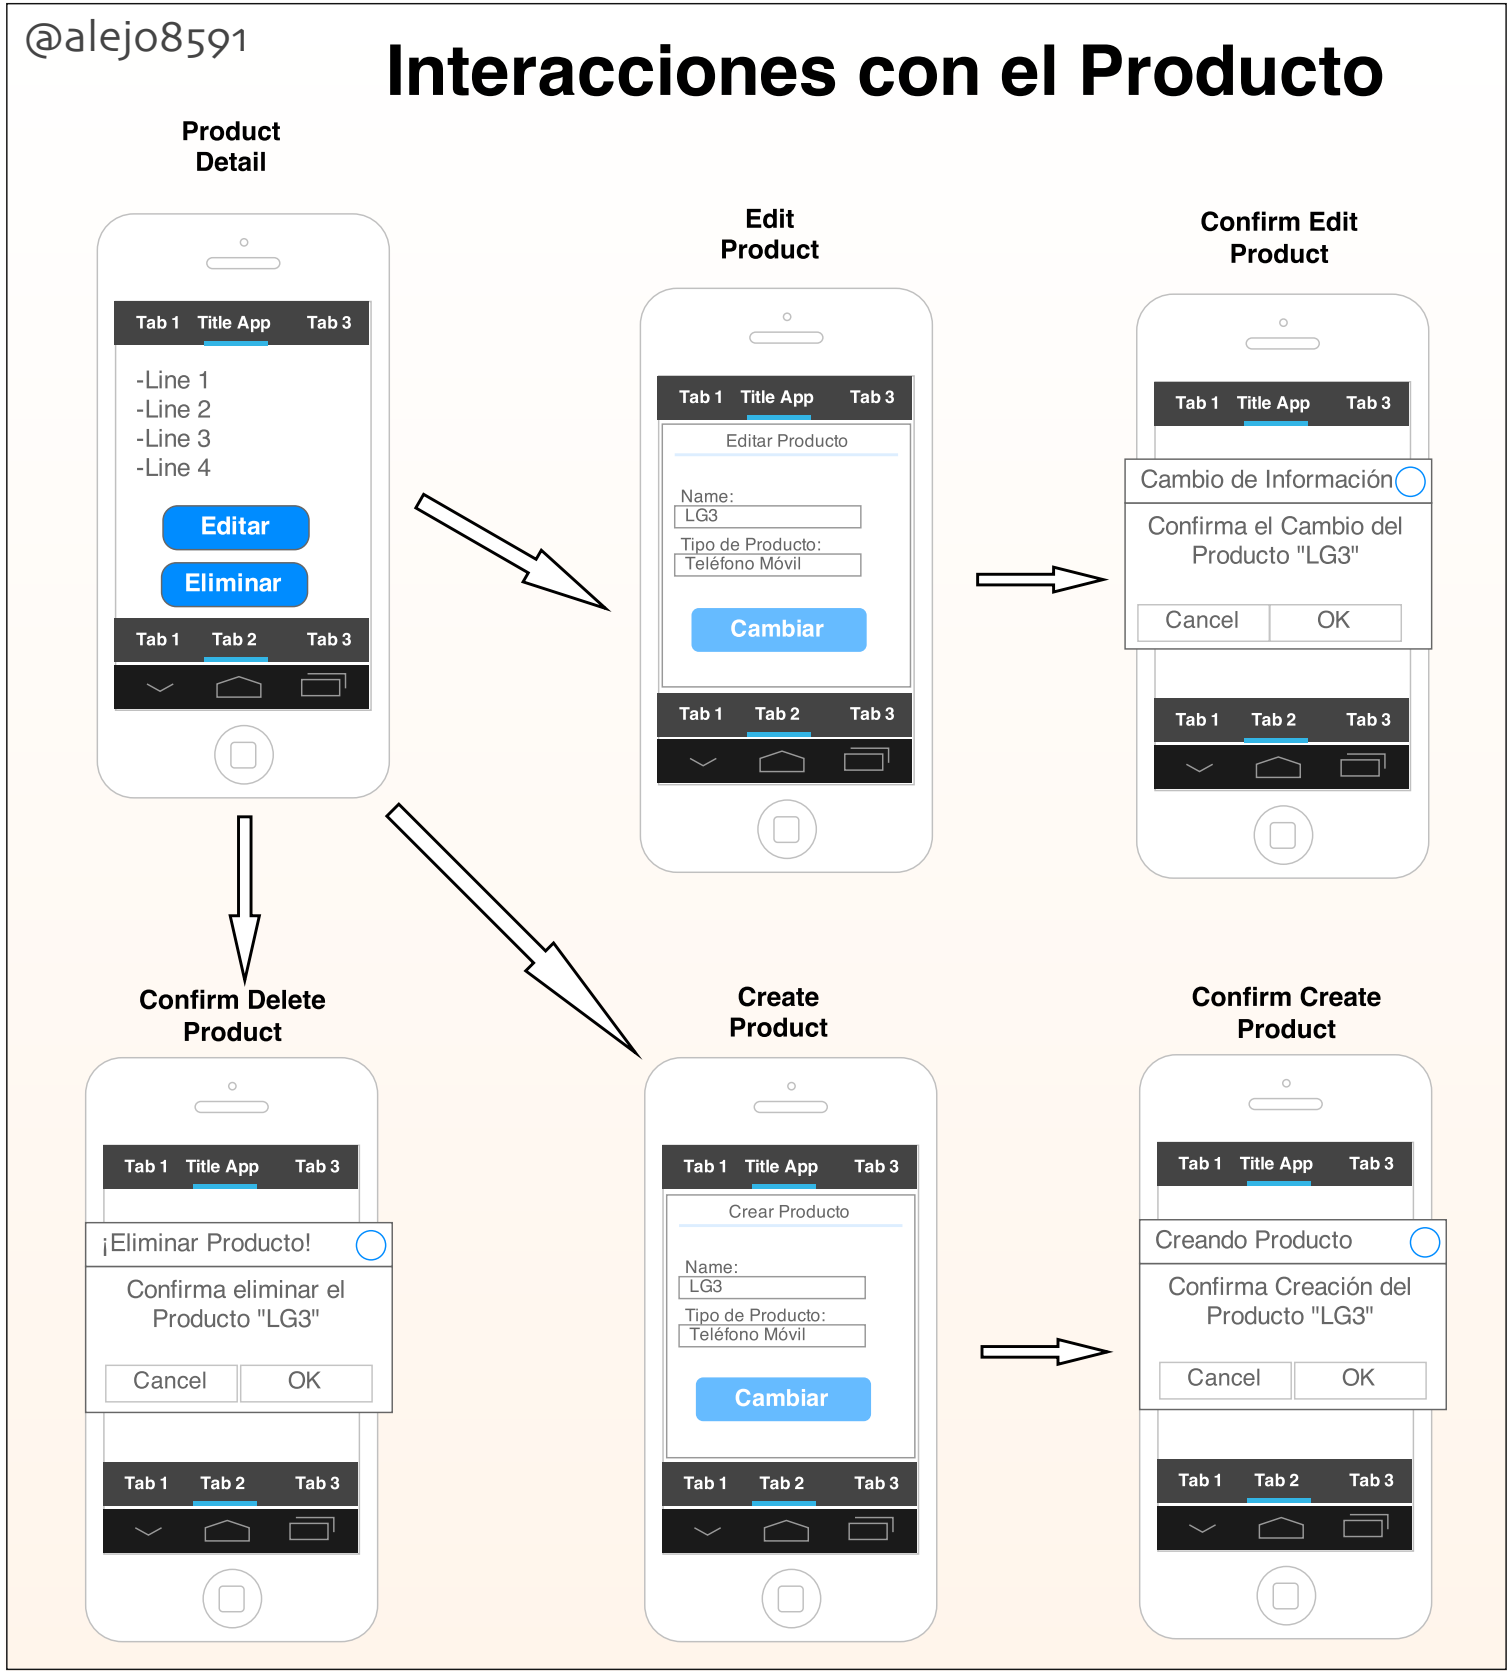 @alejo8591
Interacciones con el Producto
Product
Detail
Tab 1 Title App Tab 3
-Line 1
-Line 2
-Line 3
-Line 4
Editar
Eliminar
Tab 1 Tab 2 Tab 3
Edit
Product
Tab 1 Title App Tab 3
Editar Producto
Name:
LG3
Tipo de Producto:
Teléfono Móvil
Cambiar
Tab 1 Tab 2 Tab 3
Confirm Edit
Product
Tab 1 Title App Tab 3
Cambio de Información
Confirma el Cambio del
Producto "LG3"
Cancel OK
Tab 1 Tab 2 Tab 3
Confirm Delete
Product
Tab 1 Title App Tab 3
¡Eliminar Producto!
Confirma eliminar el
Producto "LG3"
Cancel OK
Tab 1 Tab 2 Tab 3
Create
Product
Tab 1 Title App Tab 3
Crear Producto
Name:
LG3
Tipo de Producto:
Teléfono Móvil
Cambiar
Tab 1 Tab 2 Tab 3
Confirm Create
Product
Tab 1 Title App Tab 3
Creando Producto
Confirma Creación del
Producto "LG3"
Cancel OK
Tab 1 Tab 2 Tab 3